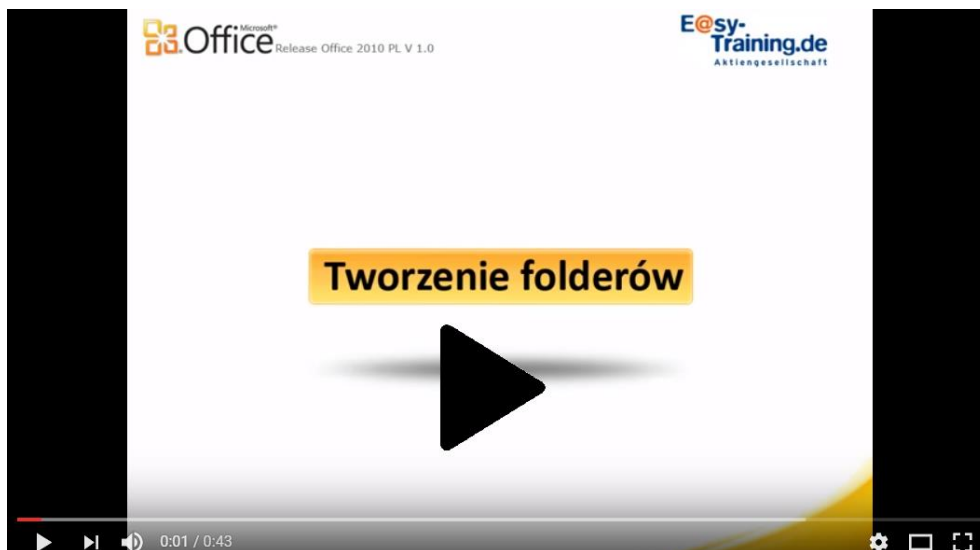 Microsoft®
Office Release Office 2010 PL V 1.0
E@sy-
Training.de
Aktiengesellschaft
Tworzenie folderów
0:01 / 0:43